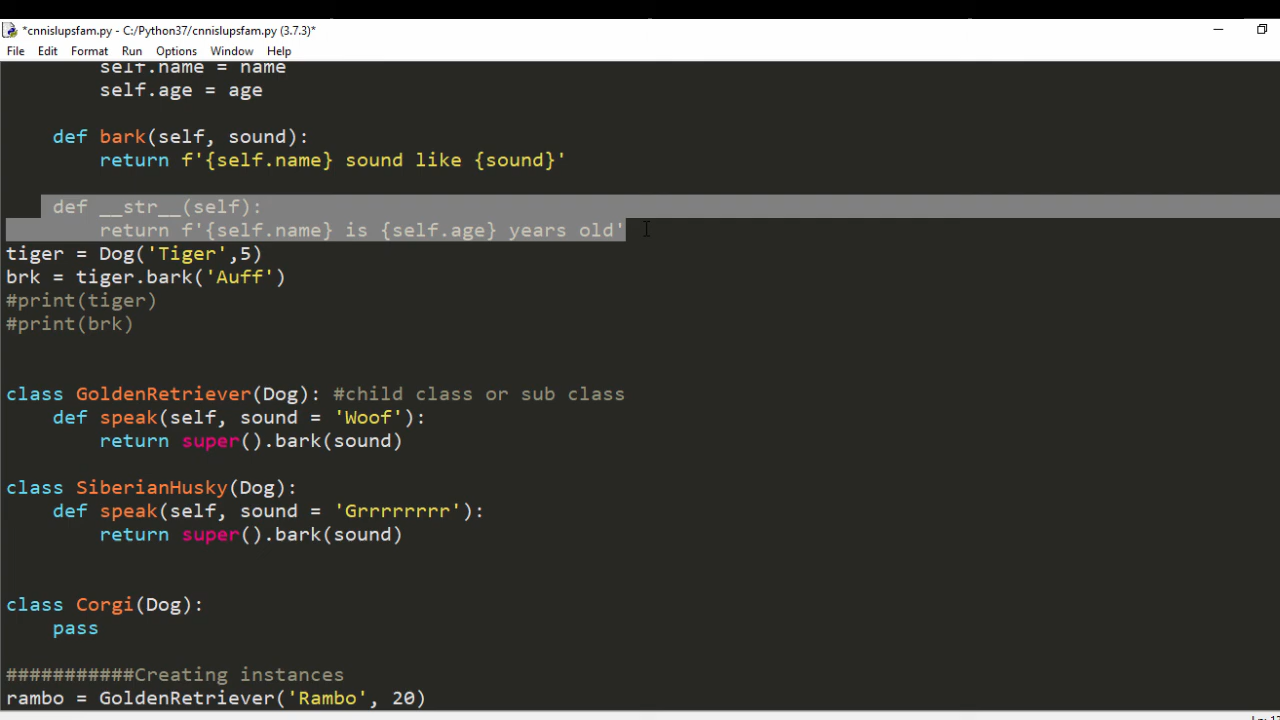 *cnnislupsfam.py - C:/Python37/cnnislupsfam.py (3.7.3)*
File Edit Format Run Options Window Help
self.name = name
self.age = age
def bark(self, sound):
return f'{self.name} sound like {sound}'
def __str__(self):
return f'{self.name} is {self.age} years old'
tiger = Dog('Tiger',5)
brk = tiger.bark('Auff')
#print(tiger)
#print(brk)
class GoldenRetriever(Dog): #child class or sub class
def speak(self, sound = 'Woof'):
return super().bark(sound)
class SiberianHusky(Dog):
def speak(self, sound = 'Grrrrrrrr'):
return super().bark(sound)
class Corgi(Dog):
pass
###########Creating instances
rambo = GoldenRetriever('Rambo', 20)